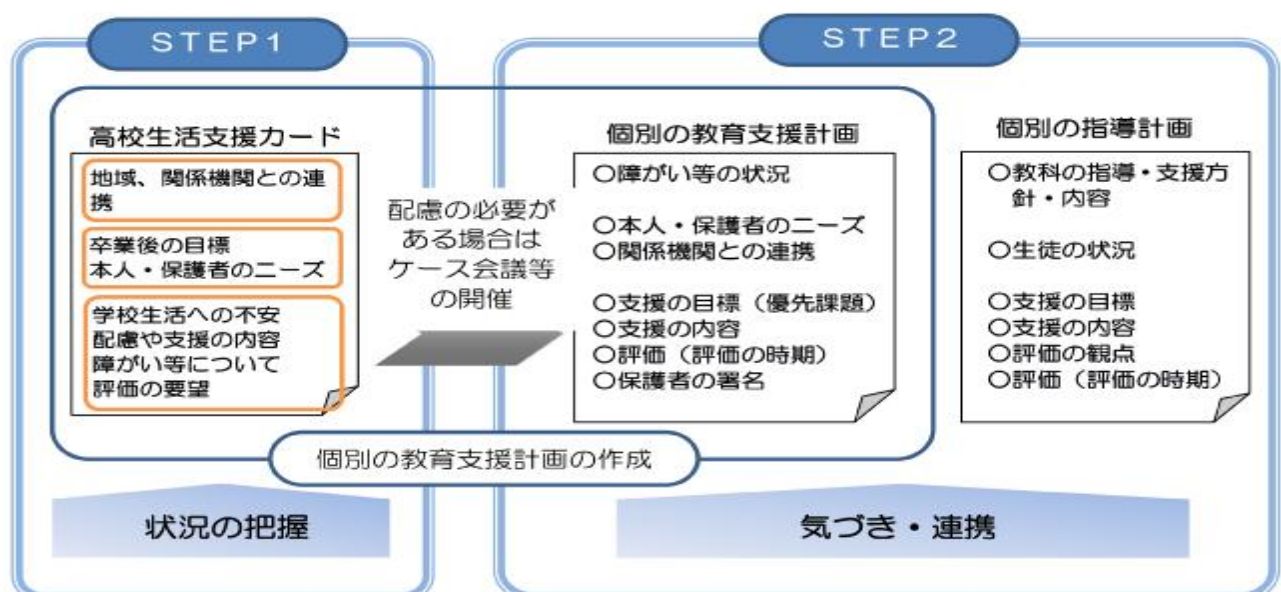 STEP1
高校生活支援カード
地域、関係機関との連
携
卒業後の目標
本人・保護者のニーズ
学校生活への不安
配慮や支援の内容
障がい等について
評価の要望
配慮の必要が
ある場合は
ケース会議等
の開催
STEP2
個別の教育支援計画
○障がい等の状況
○本人・保護者のニーズ
○関係機関との連携
○支援の目標（優先課題）
○支援の内容
○評価（評価の時期）
○保護者の署名
個別の指導計画
○教科の指導・支援方
針・内容
○生徒の状況
○支援の目標
○支援の内容
○評価の観点
○評価（評価の時期）
個別の教育支援計画の作成
状況の把握
気づき・連携